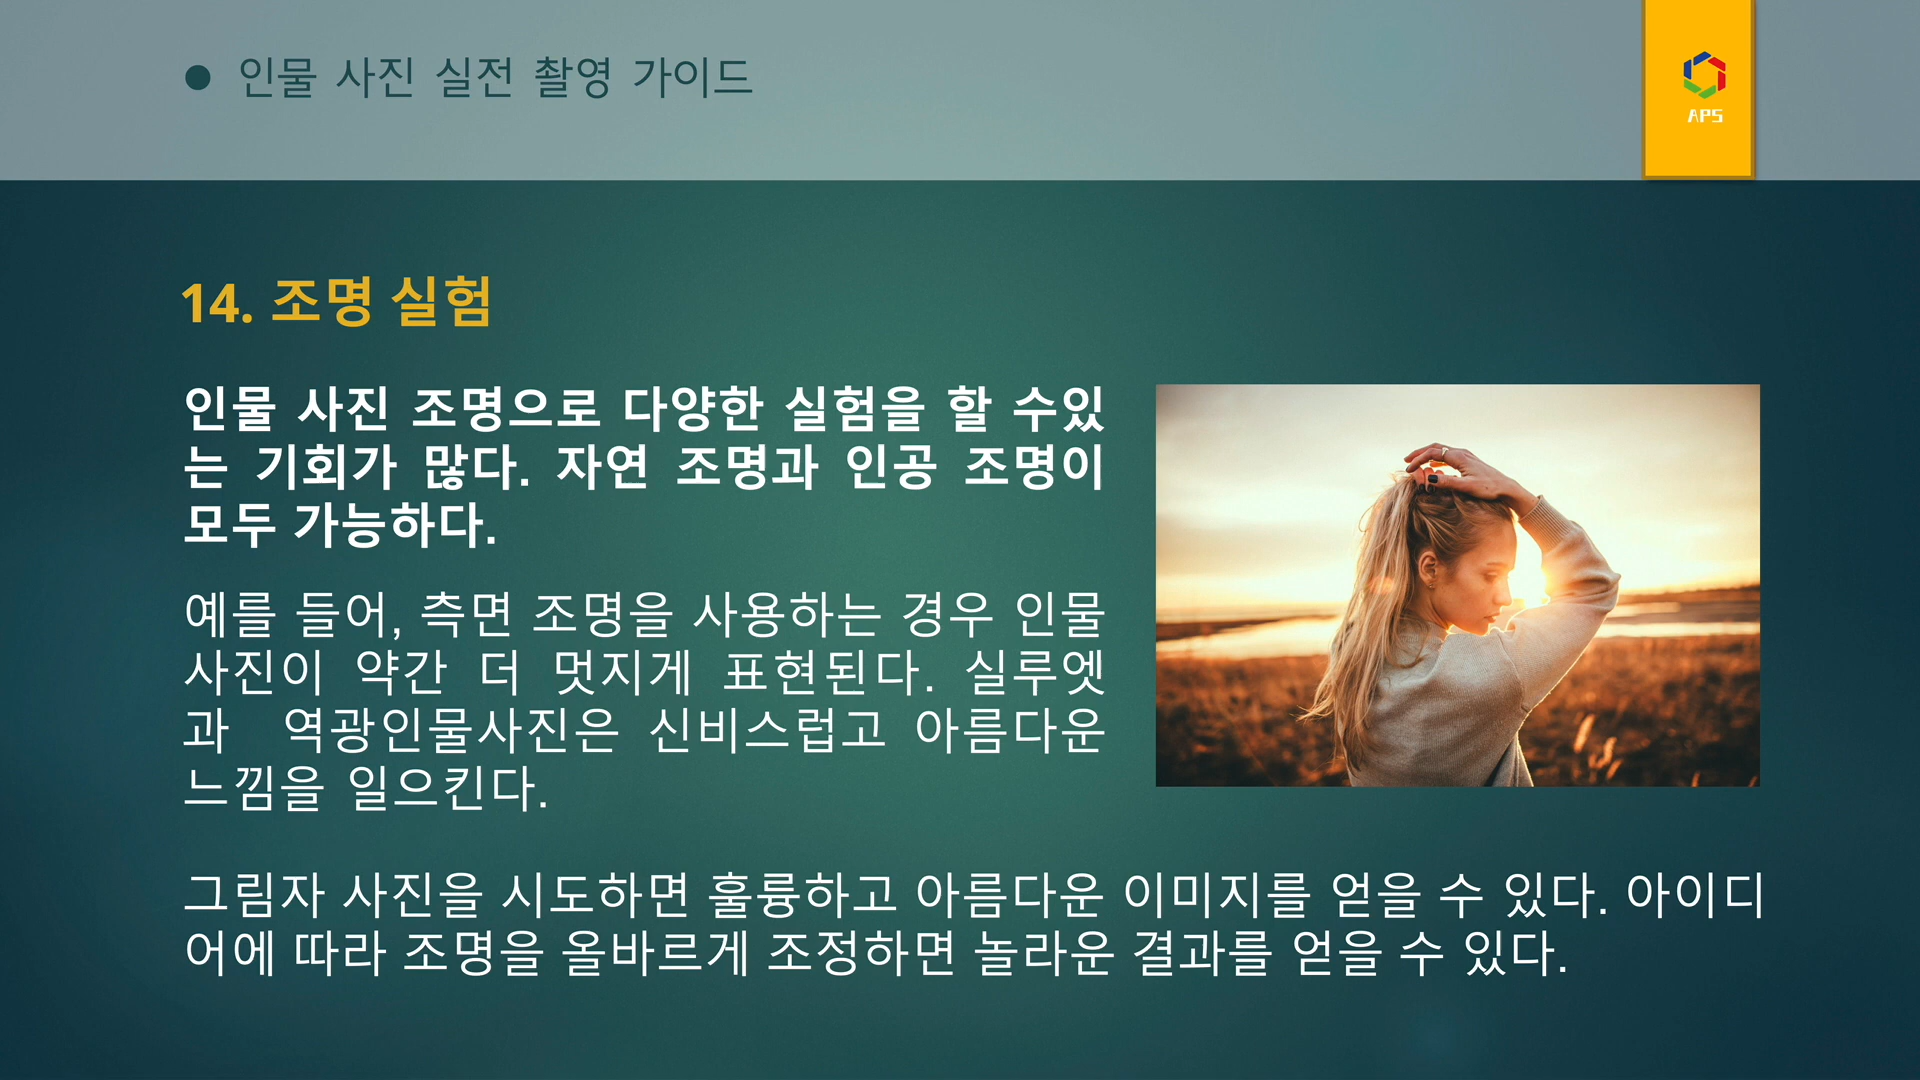 ● 인물 사진 실전 촬영 가이드
APS
14. 조명 실험
인물 사진 조명으로 다양한 실험을 할 수있
는 기회가 많다. 자연 조명과 인공 조명이
모두 가능하다.
예를 들어, 측면 조명을 사용하는 경우 인물
사진이 약간 더 멋지게 표현된다. 실루엣
과 역광인물사진은 신비스럽고 아름다운
느낌을 일으킨다.
그림자 사진을 시도하면 훌륭하고 아름다운 이미지를 얻을 수 있다. 아이디
어에 따라 조명을 올바르게 조정하면 놀라운 결과를 얻을 수 있다.